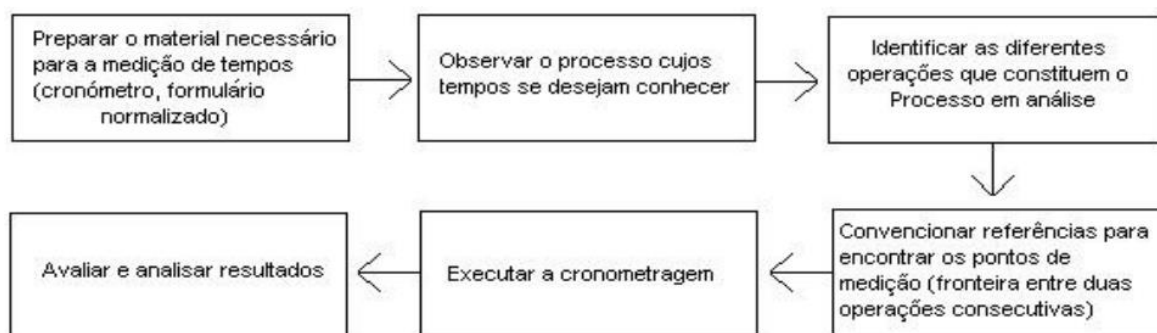 Preparar o material necessário
para a medição de tempos
(cronómetro, formulário
normalizado)
Observar o processo cujos
tempos se desejam conhecer
Identificar as diferentes
operações que constituem o
Processo em análise
Convencionar referências para
encontrar os pontos de
medição (fronteira entre duas
operações consecutivas)
Executar a cronometragem
Avaliar e analisar resultados